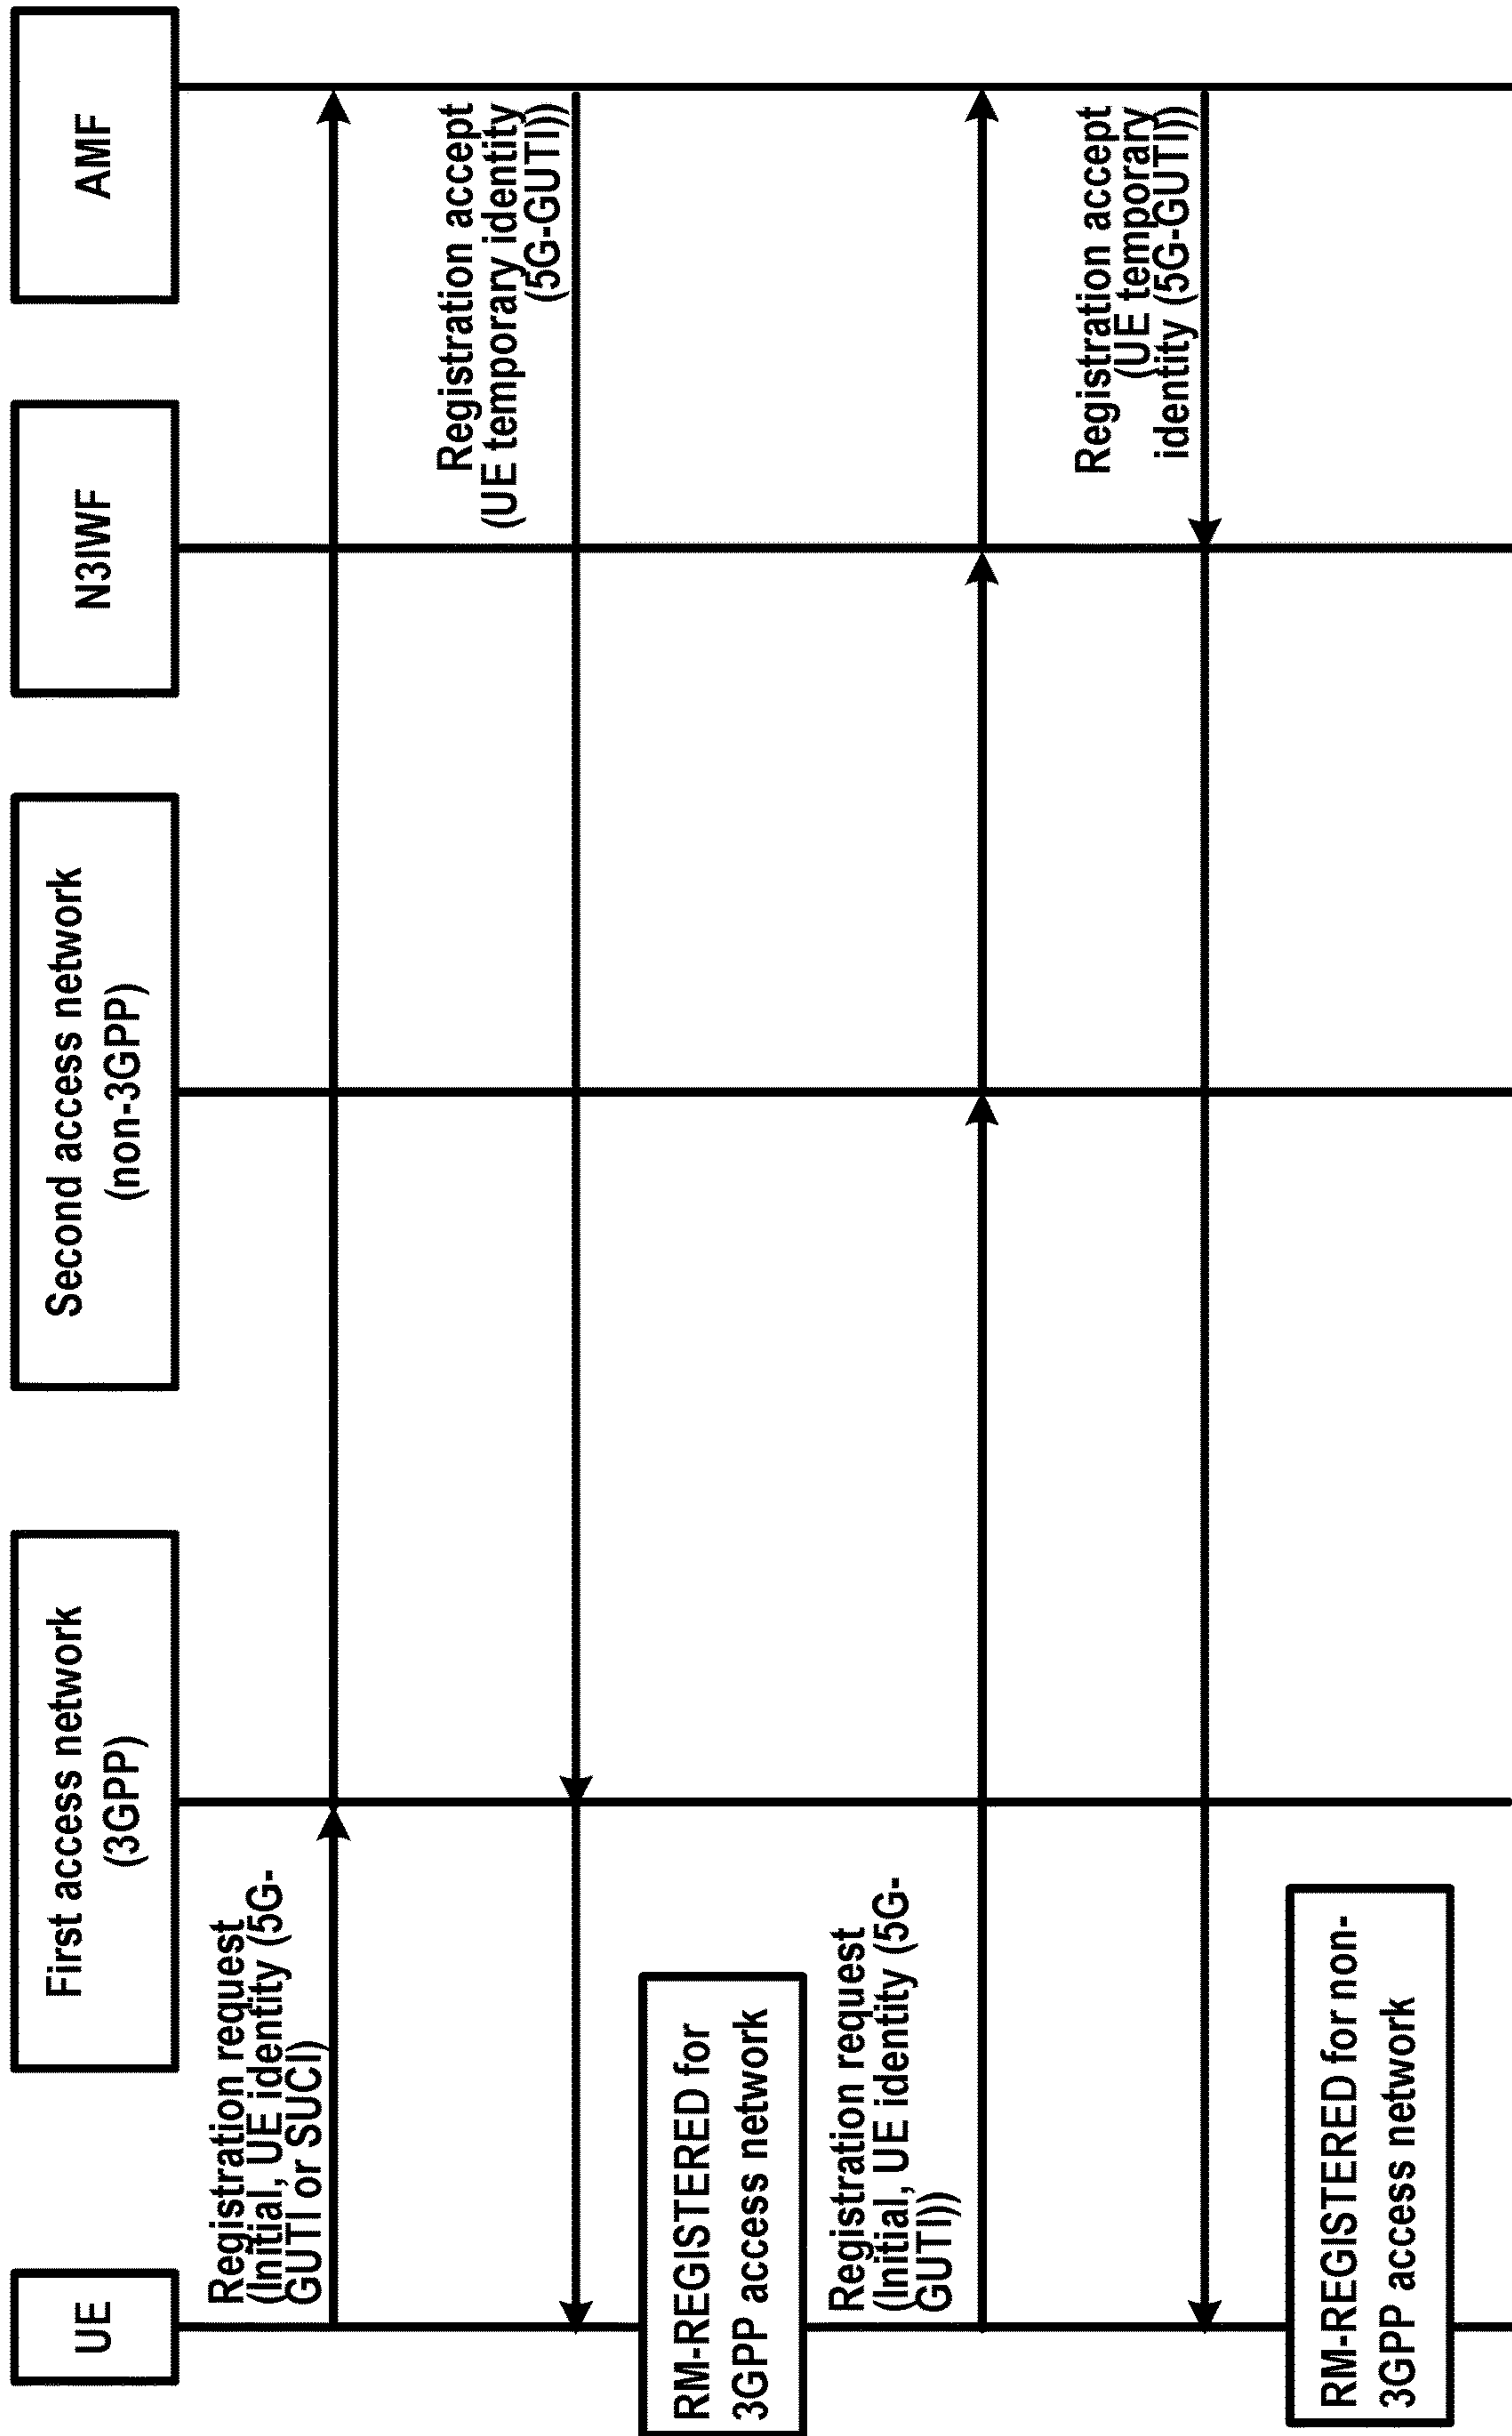 UE
First access network
(3GPP)
Second access network
(non-3GPP)
N3IWF
AMF
Registration request
(Initial, UE identity (5G-
GUTI or SUCI)
Registration accept
(UE temporary identity
(5G-GUTI))
RM-REGISTERED for
3GPP access network
Registration request
(Initial, UE identity (5G-
GUTI))
Registration accept
(UE temporary
identity (5G-GUTI))
RM-REGISTERED for non-
3GPP access network